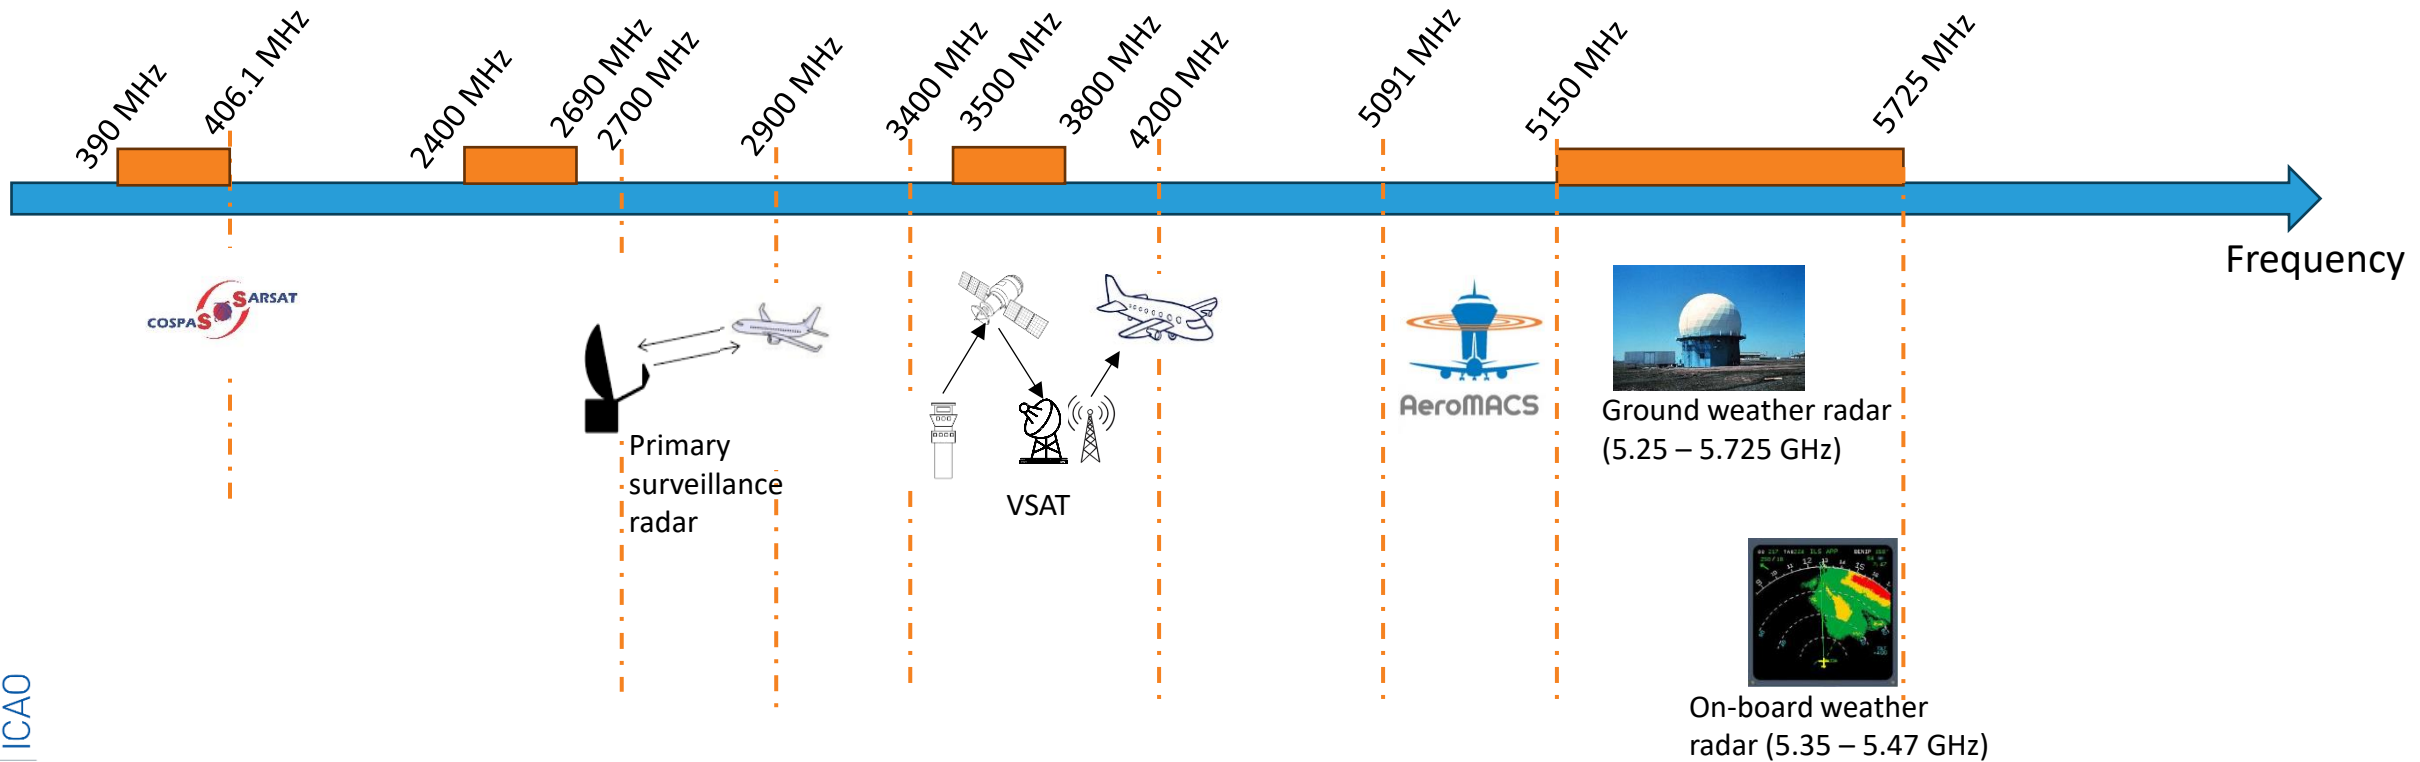 390 MHz
406.1 MHz
2400 MHz
2690 MHz
2700 MHz
2900 MHz
3400 MHz
3500 MHz
3800 MHz
4200 MHz
5091 MHz
5150 MHz
5725 MHz
Frequency
COSPAS SARSAT
Primary
surveillance
radar
VSAT
AeroMACS
Ground weather radar
(5.25 – 5.725 GHz)
On-board weather
radar (5.35 – 5.47 GHz)
ICAO